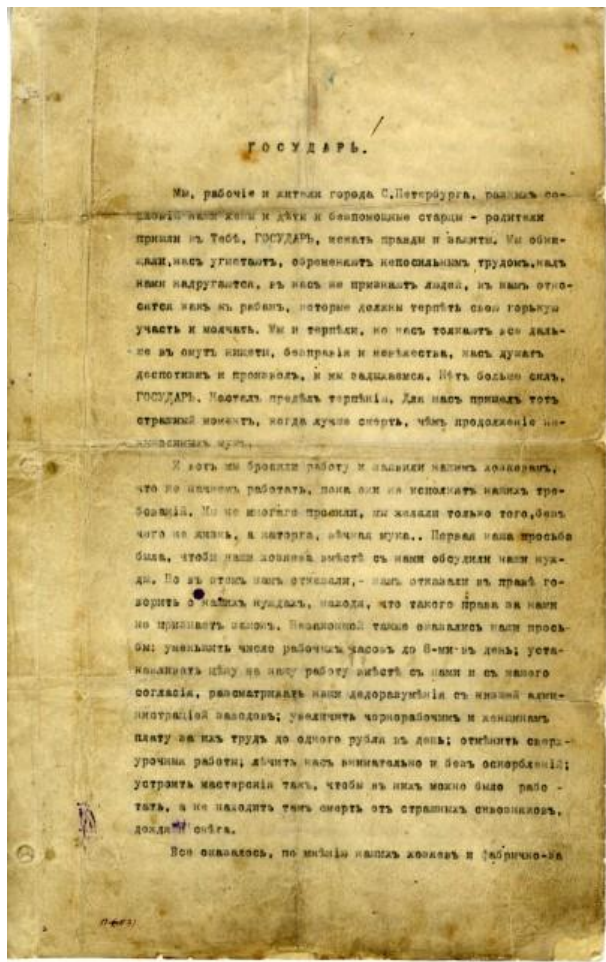 ГОСУДАРЬ.
Мы, рабочіе и жители города С.Петербурга, разныхъ со-
словій наши жены и дѣти и безпомощные старцы - родители
пришли къ Тебѣ, ГОСУДАРЬ, искать правды и защиты. Мы обни-
щали, насъ угнетаютъ, обременяютъ непосильнымъ трудомъ, надъ
нами надругаются, въ насъ не признаютъ людей, къ намъ отно-
сятся какъ къ рабамъ, которые должны терпѣть свою горькую
участь и молчать. Мы и терпѣли, но насъ толкаютъ все даль-
ше въ омутъ нищеты, безправія и невѣжества, насъ душатъ
деспотизмъ и произволъ, и мы задыхаемся. Нѣтъ больше силъ,
ГОСУДАРЬ. Насталъ предѣлъ терпѣнію. Для насъ пришелъ тотъ
страшный моментъ, когда лучше смерть, чѣмъ продолженіе не-
выносимыхъ мукъ.
И вотъ мы бросили работу и заявили нашимъ хозяевамъ,
что не начнемъ работать, пока они не исполнятъ нашихъ тре-
бованій. Мы не многаго просили, мы желали только того, безъ
чего не жизнь, а каторга, вѣчная мука.. Первая наша просьба
была, чтобы наши хозяева вмѣстѣ съ нами обсудили наши нуж-
ды. Но въ этомъ намъ отказали,- намъ отказали въ правѣ го-
ворить о нашихъ нуждахъ, находя, что такого права за нами
не признаетъ законъ. Незаконной также оказались наши прось-
бы: уменьшить число рабочихъ часовъ до 8-ми въ день; уста-
навливать цѣну на нашу работу вмѣстѣ съ нами и съ нашего
согласія, разсматривать наши недоразумѣнія съ низшей адми-
нистраціей заводовъ; увеличить чернорабочимъ и женщинамъ
плату за ихъ трудъ до одного рубля въ день; отмѣнить сверх-
урочныя работы; лѣчить насъ внимательно и безъ оскорбленій;
устроить мастерскія такъ, чтобы въ нихъ можно было рабо -
тать, а не находить тамъ смерть отъ страшныхъ сквозняковъ,
дождя и снѣга.
Все оказалось, по мнѣнію нашихъ хозяевъ и фабрично-за